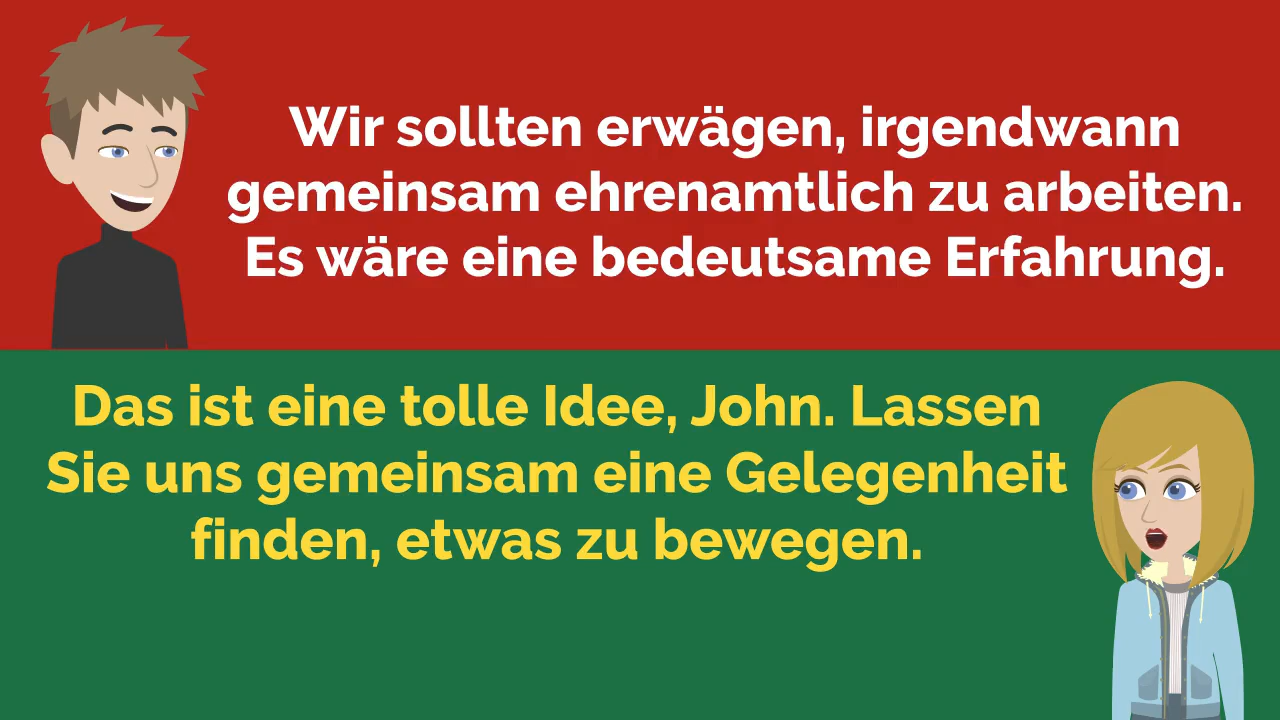 Wir sollten erwägen, irgendwann
gemeinsam ehrenamtlich zu arbeiten.
Es wäre eine bedeutsame Erfahrung.
Das ist eine tolle Idee, John. Lassen
Sie uns gemeinsam eine Gelegenheit
finden, etwas zu bewegen.